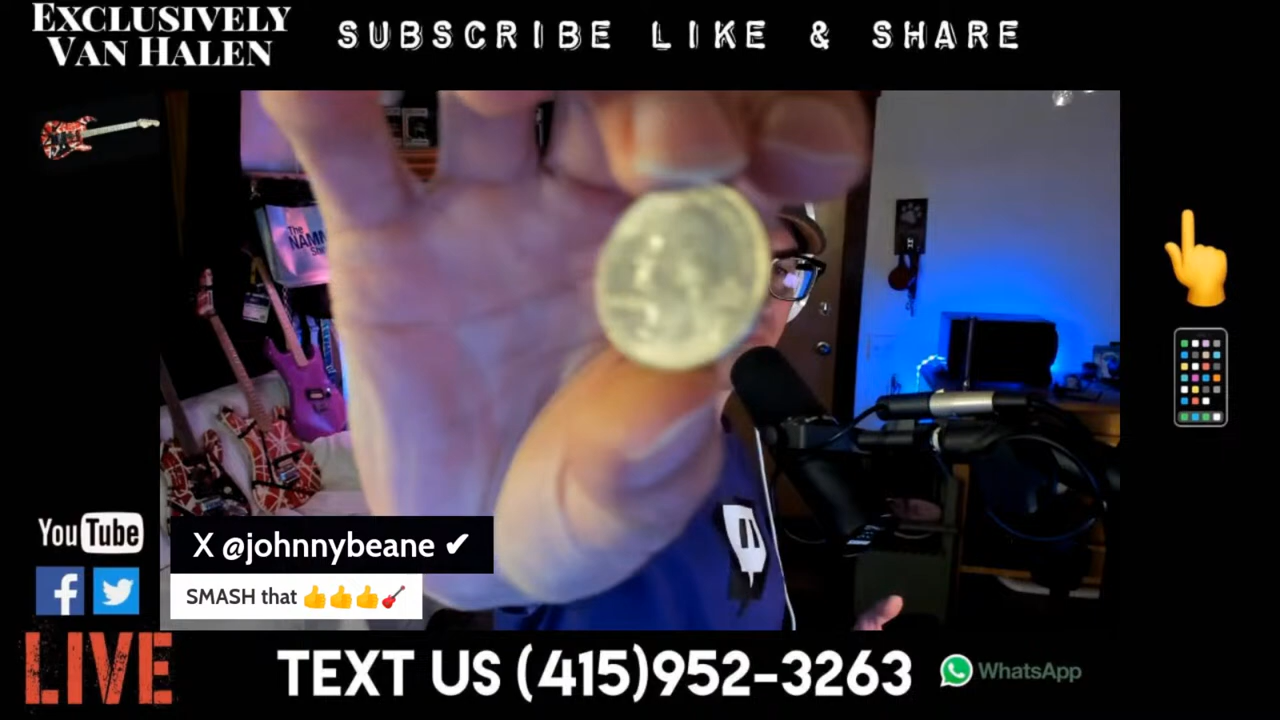 EXCLUSIVELY
VAN HALEN
SUBSCRIBE LIKE & SHARE
The
NAMM
Show
X @johnnybeane ✔
SMASH that 👍👍👍🎸
YouTube
LIVE
TEXT US (415)952-3263
WhatsApp